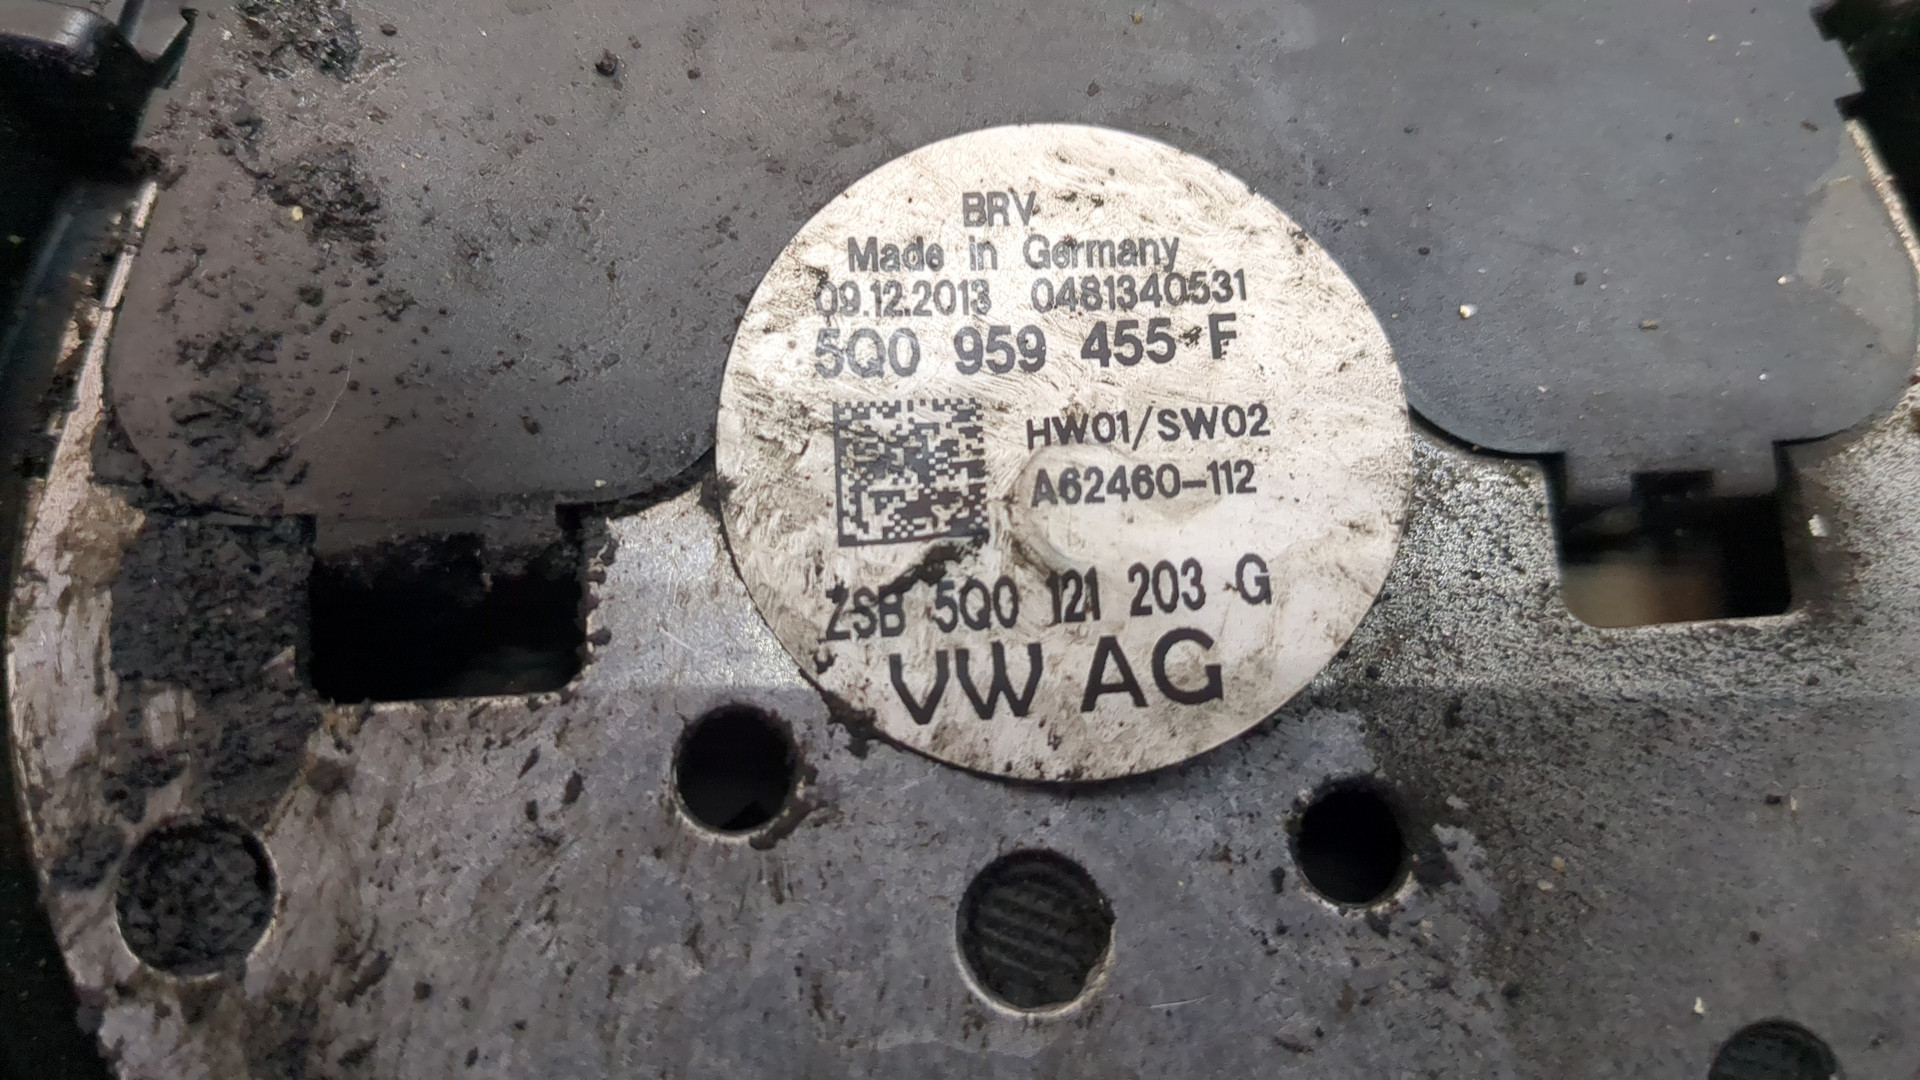 BRV
Made in Germany
09.12.2013 0481340531
5Q0 959 455 F
HW01/SW02
A62460-112
ZSB 5Q0 121 203 G
VW AG